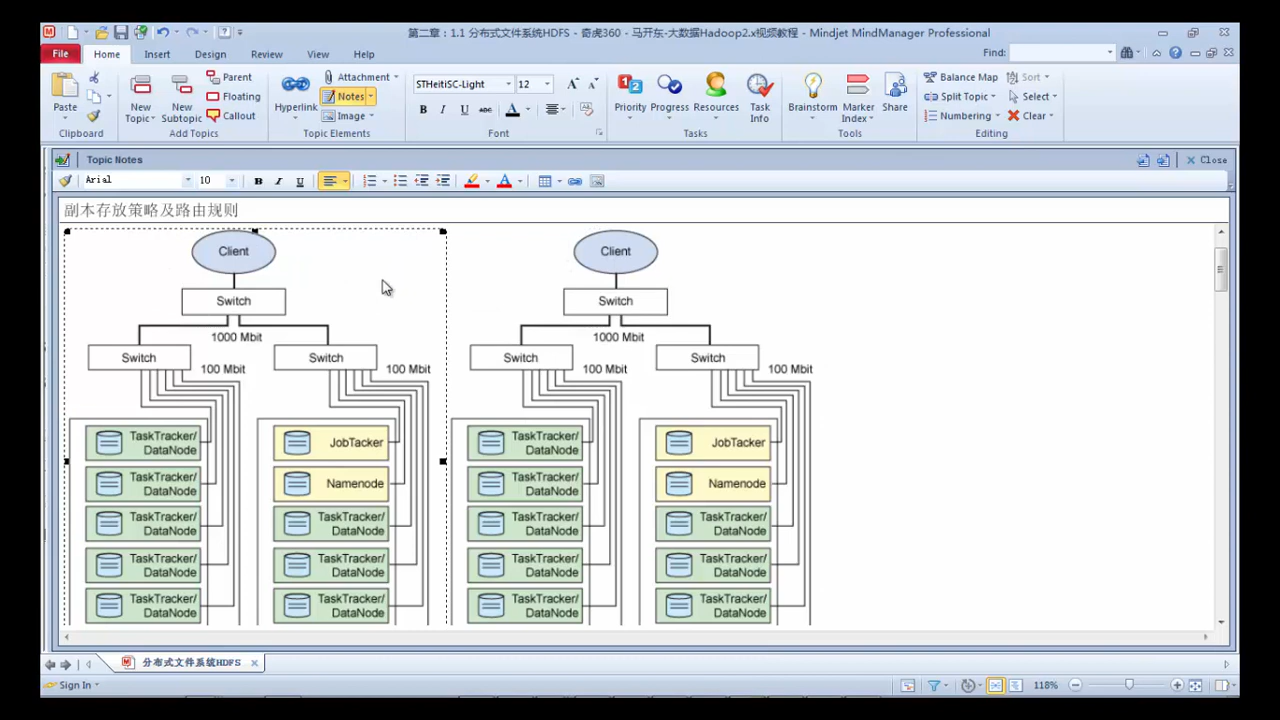 第二章：1.1 分布式文件系统HDFS - 奇虎360 - 马开东-大数据Hadoop2.x视频教程 - Mindjet MindManager Professional
File Home Insert Design Review View Help
Find:
Paste
Clipboard
New Topic
New Subtopic
Parent
Floating
Callout
Add Topics
Hyperlink
Attachment
Notes
Image
Topic Elements
STHeitiSC-Light 12
B I U abc A
Font
Priority Progress Resources Task Info
Tasks
Brainstorm Marker Index Share
Tools
Balance Map Sort
Split Topic Select
Numbering Clear
Editing
Topic Notes
Close
Arial 10 B I U A
副本存放策略及路由规则
Client Client
Switch Switch
1000 Mbit 1000 Mbit
Switch Switch Switch Switch
100 Mbit 100 Mbit 100 Mbit 100 Mbit
TaskTracker/ DataNode JobTacker TaskTracker/ DataNode JobTacker
TaskTracker/ DataNode Namenode TaskTracker/ DataNode Namenode
TaskTracker/ DataNode TaskTracker/ DataNode TaskTracker/ DataNode TaskTracker/ DataNode
TaskTracker/ DataNode TaskTracker/ DataNode TaskTracker/ DataNode TaskTracker/ DataNode
TaskTracker/ DataNode TaskTracker/ DataNode TaskTracker/ DataNode TaskTracker/ DataNode
分布式文件系统HDFS
Sign In 118%